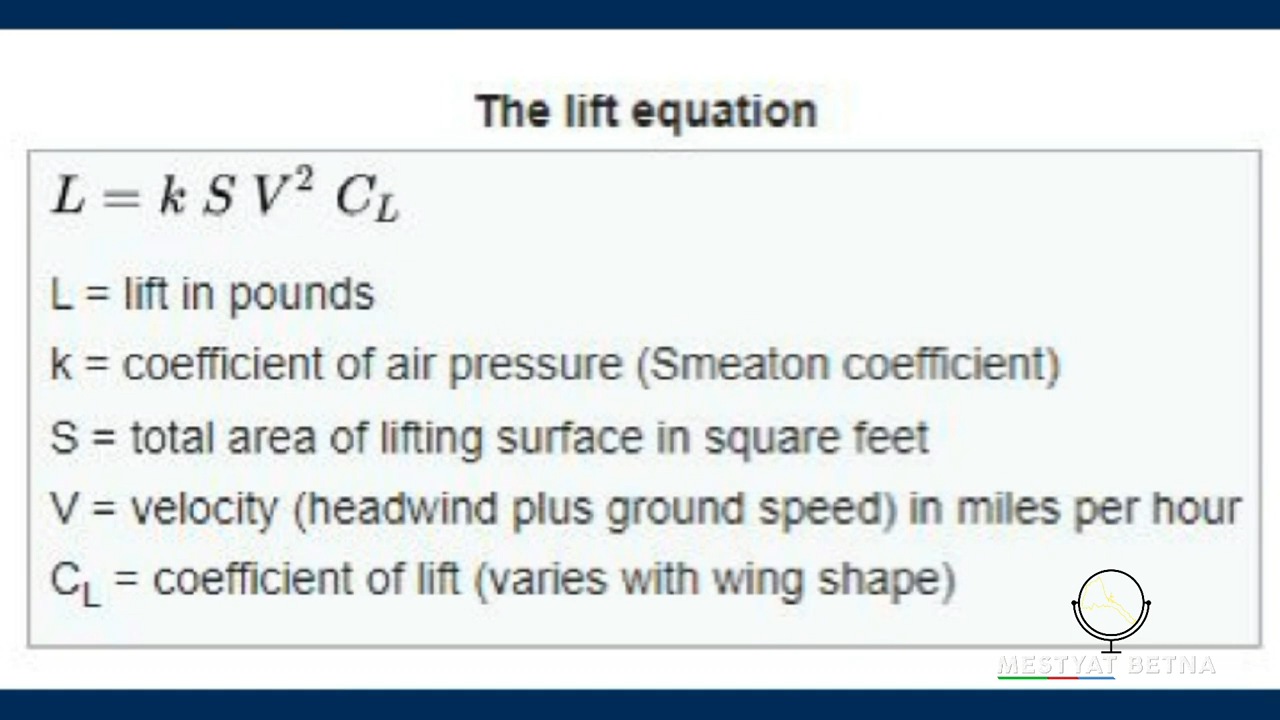 The lift equation
L = k S V² C_L
L = lift in pounds
k = coefficient of air pressure (Smeaton coefficient)
S = total area of lifting surface in square feet
V = velocity (headwind plus ground speed) in miles per hour
C_L = coefficient of lift (varies with wing shape)
MESTYAT BETNA